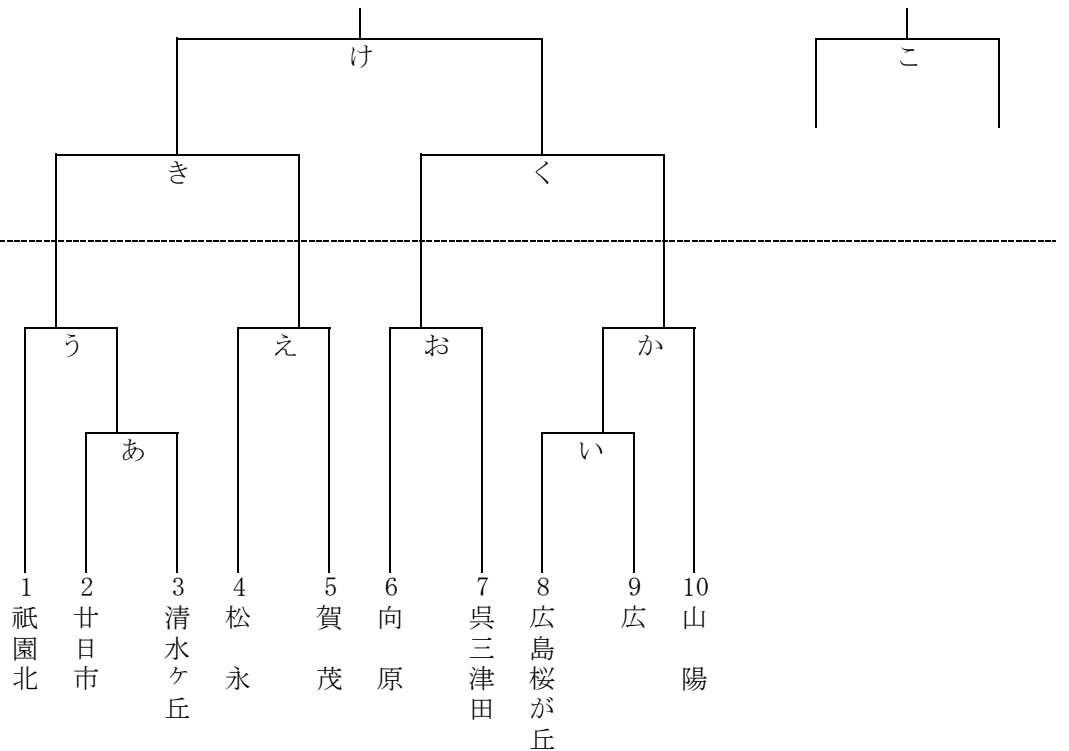 け
こ
き
く
う
え
お
か
あ
い
1
祇園北
2
廿日市
3
清水ケ丘
4
松永
5
賀茂
6
向原
7
呉三津田
8
広島桜が丘
9
広
10
山陽